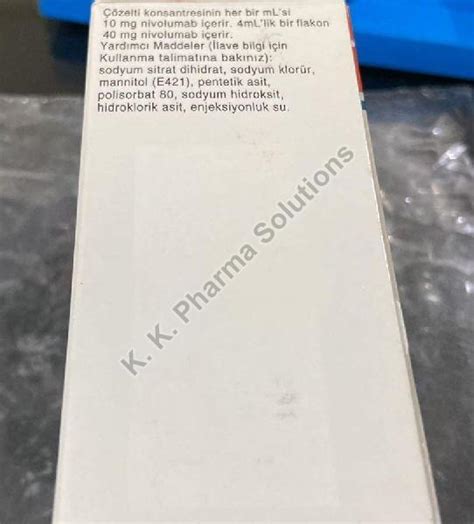 Çözelti konsantresinin her bir mL'si
10 mg nivolumab içerir. 4mL'lik bir flakon
40 mg nivolumab içerir.
Yardımcı Maddeler (İlave bilgi için
Kullanma talimatına bakınız):
sodyum sitrat dihidrat, sodyum klorür,
mannitol (E421), pentetik asit,
polisorbat 80, sodyum hidroksit,
hidroklorik asit, enjeksiyonluk su.
K. K. Pharma Solutions